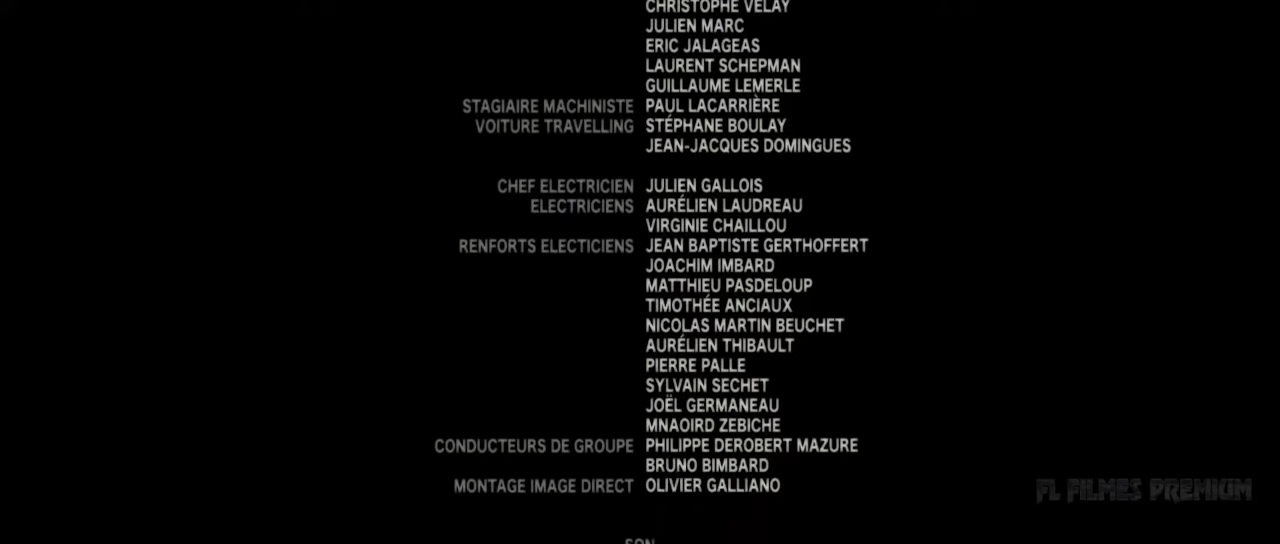 CHRISTOPHE VELAY
JULIEN MARC
ERIC JALAGEAS
LAURENT SCHEPMAN
GUILLAUME LEMERLE
STAGIAIRE MACHINISTE PAUL LACARRIÈRE
VOITURE TRAVELLING STÉPHANE BOULAY
JEAN-JACQUES DOMINGUES
CHEF ELECTRICIEN JULIEN GALLOIS
ELECTRICIENS AURÉLIEN LAUDREAU
VIRGINIE CHAILLOU
RENFORTS ELECTICIENS JEAN BAPTISTE GERTHOFFERT
JOACHIM IMBARD
MATTHIEU PASDELOUP
TIMOTHÉE ANCIAUX
NICOLAS MARTIN BEUCHET
AURÉLIEN THIBAULT
PIERRE PALLE
SYLVAIN SECHET
JOËL GERMANEAU
MNAOIRD ZEBICHE
CONDUCTEURS DE GROUPE PHILIPPE DEROBERT MAZURE
BRUNO BIMBARD
MONTAGE IMAGE DIRECT OLIVIER GALLIANO
FL FILMES PREMIUM
SON